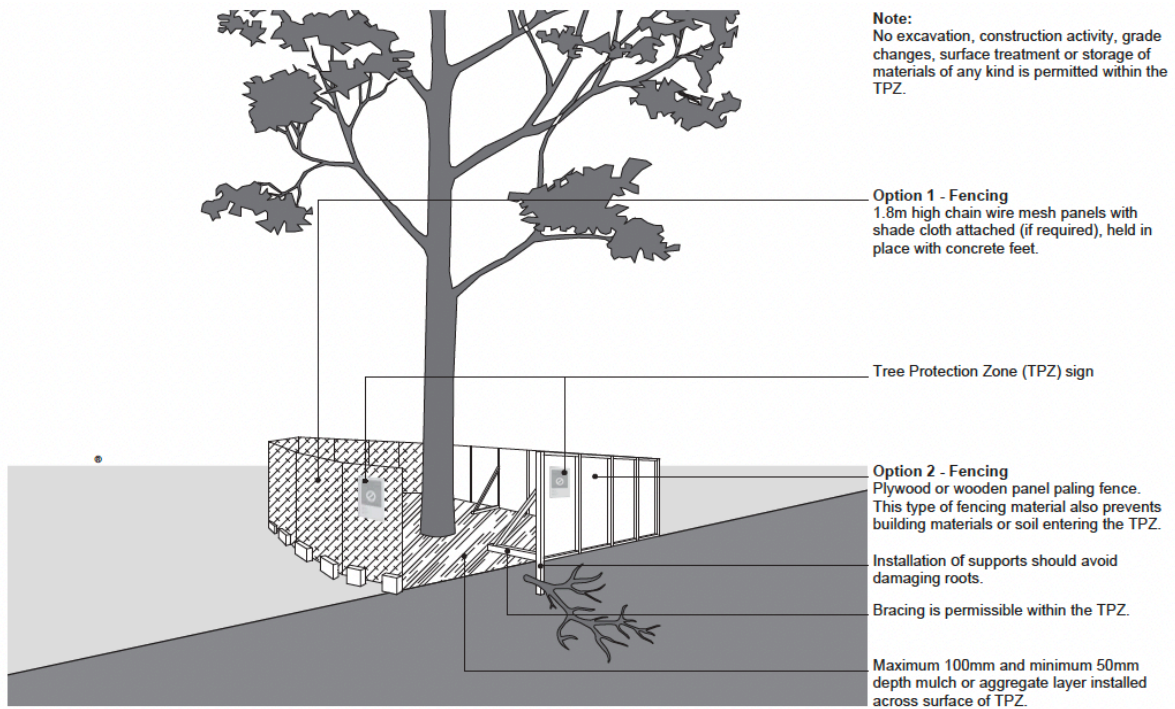 Note:
No excavation, construction activity, grade
changes, surface treatment or storage of
materials of any kind is permitted within the
TPZ.
Option 1 - Fencing
1.8m high chain wire mesh panels with
shade cloth attached (if required), held in
place with concrete feet.
Tree Protection Zone (TPZ) sign
Option 2 - Fencing
Plywood or wooden panel paling fence.
This type of fencing material also prevents
building materials or soil entering the TPZ.
Installation of supports should avoid
damaging roots.
Bracing is permissible within the TPZ.
Maximum 100mm and minimum 50mm
depth mulch or aggregate layer installed
across surface of TPZ.